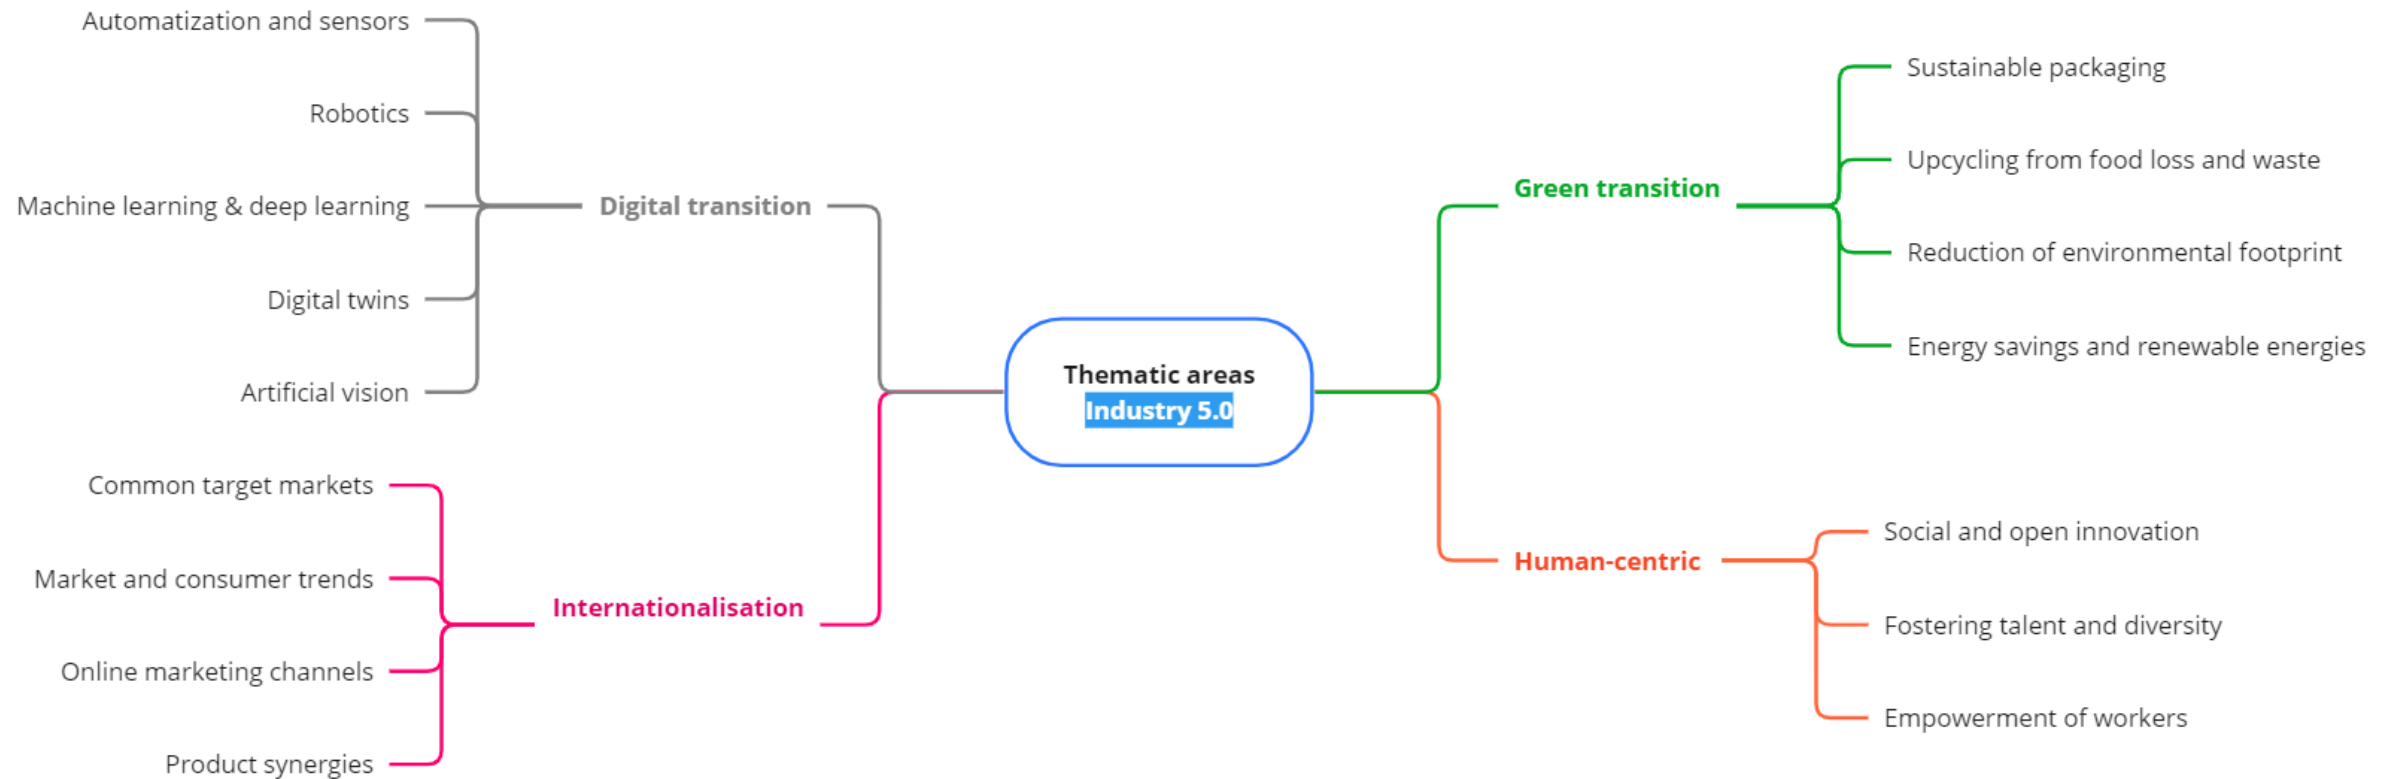 Automatization and sensors
Robotics
Machine learning & deep learning
Digital twins
Artificial vision
Digital transition
Common target markets
Market and consumer trends
Online marketing channels
Product synergies
Internationalisation
Thematic areas
Industry 5.0
Green transition
Sustainable packaging
Upcycling from food loss and waste
Reduction of environmental footprint
Energy savings and renewable energies
Human-centric
Social and open innovation
Fostering talent and diversity
Empowerment of workers